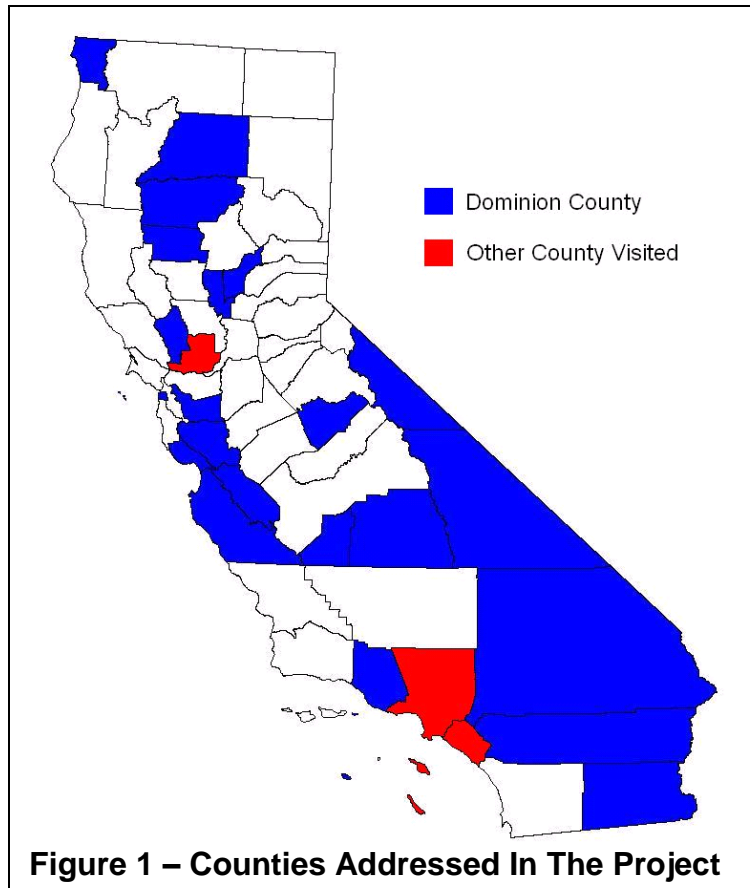 Dominion County
Other County Visited
Figure 1 – Counties Addressed In The Project